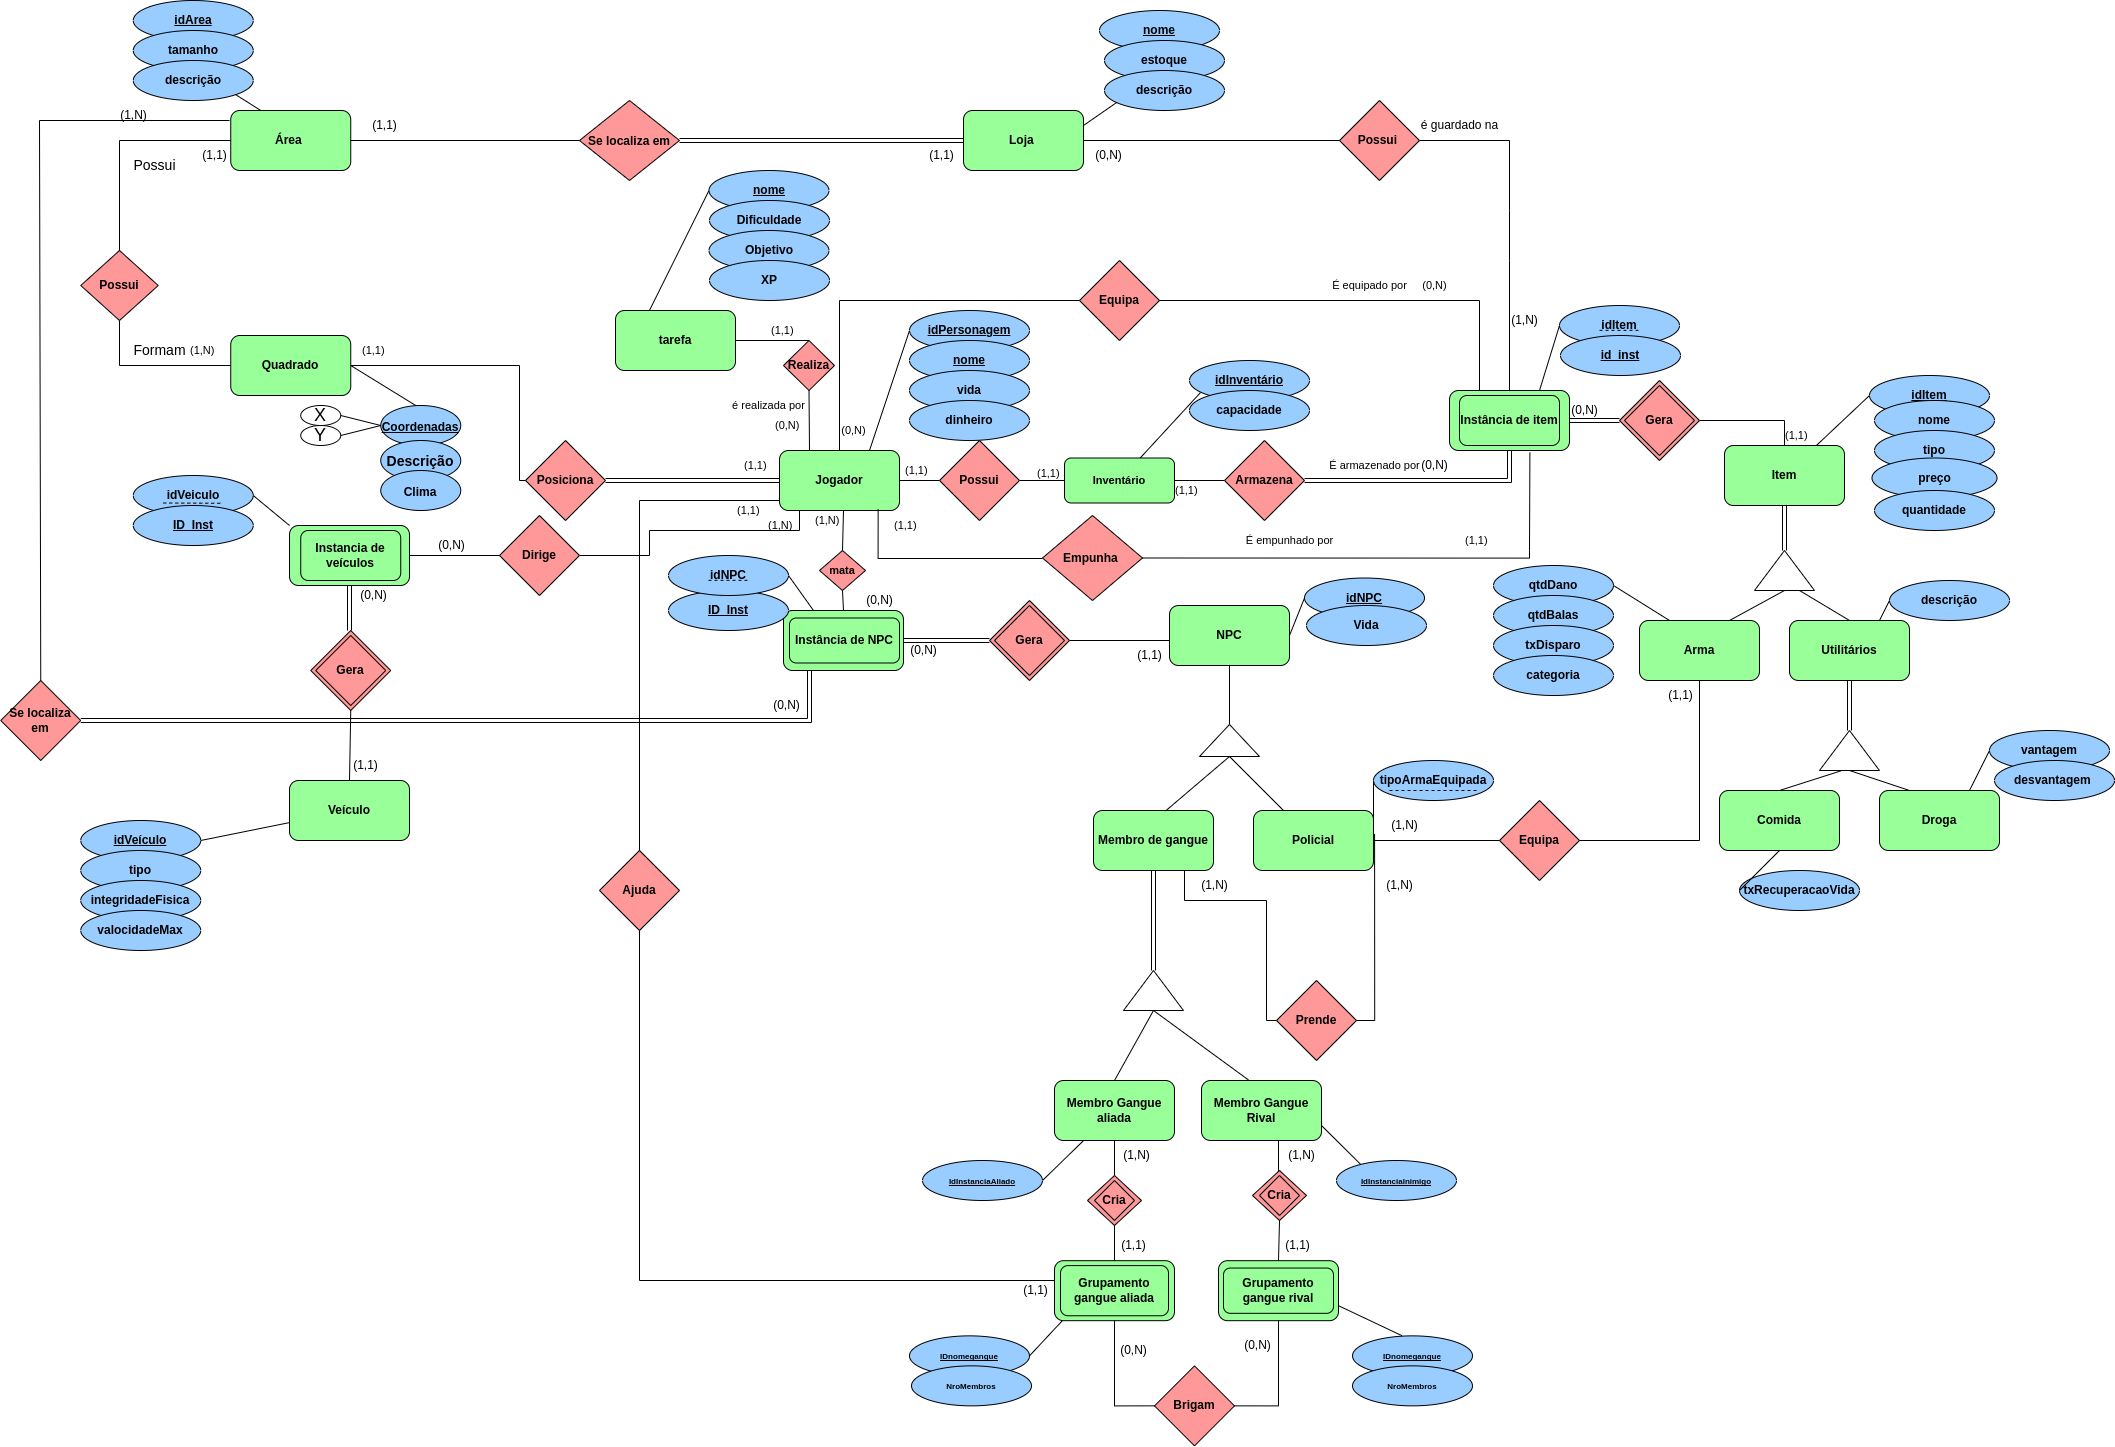 idArea
tamanho
descrição
nome
estoque
descrição
(1,N)
Área
(1,1)
Se localiza em
(1,1)
Loja
(0,N)
Possui
é guardado na
(1,1)
Possui
nome
Dificuldade
Objetivo
XP
Possui
Equipa
É equipado por
(0,N)
(1,N)
Formam
(1,N)
Quadrado
(1,1)
tarefa
(1,1)
Realiza
é realizada por
(0,N)
(0,N)
idPersonagem
nome
vida
dinheiro
idInventário
capacidade
idItem
id_inst
X
Y
Coordenadas
Descrição
Clima
Posiciona
(1,1)
Jogador
(1,1)
Possui
(1,1)
Inventário
(1,1)
Armazena
É armazenado por
(0,N)
Instância de item
(0,N)
Gera
(1,1)
Item
idItem
nome
tipo
preço
quantidade
idVeiculo
ID_Inst
Instancia de
veículos
(0,N)
Dirige
(1,1)
(1,N)
(1,N)
(1,1)
mata
Empunha
É empunhado por
(1,1)
(0,N)
Gera
(1,1)
Veículo
idVeículo
tipo
integridadeFisica
valocidadeMax
idNPC
ID_Inst
(0,N)
Instância de NPC
(0,N)
Gera
(1,1)
NPC
idNPC
Vida
(0,N)
Se localiza
em
qtdDano
qtdBalas
txDisparo
categoria
Arma
Utilitários
descrição
(1,1)
vantagem
desvantagem
Comida
Droga
txRecuperacaoVida
tipoArmaEquipada
Membro de gangue
Policial
(1,N)
Equipa
(1,N)
(1,N)
Ajuda
Prende
Membro Gangue
aliada
Membro Gangue
Rival
IdInstanciaAliado
(1,N)
(1,N)
IdInstanciaInimigo
Cria
Cria
(1,1)
(1,1)
(1,1)
Grupamento
gangue aliada
Grupamento
gangue rival
IDnomegangue
NroMembros
(0,N)
(0,N)
IDnomegangue
NroMembros
Brigam